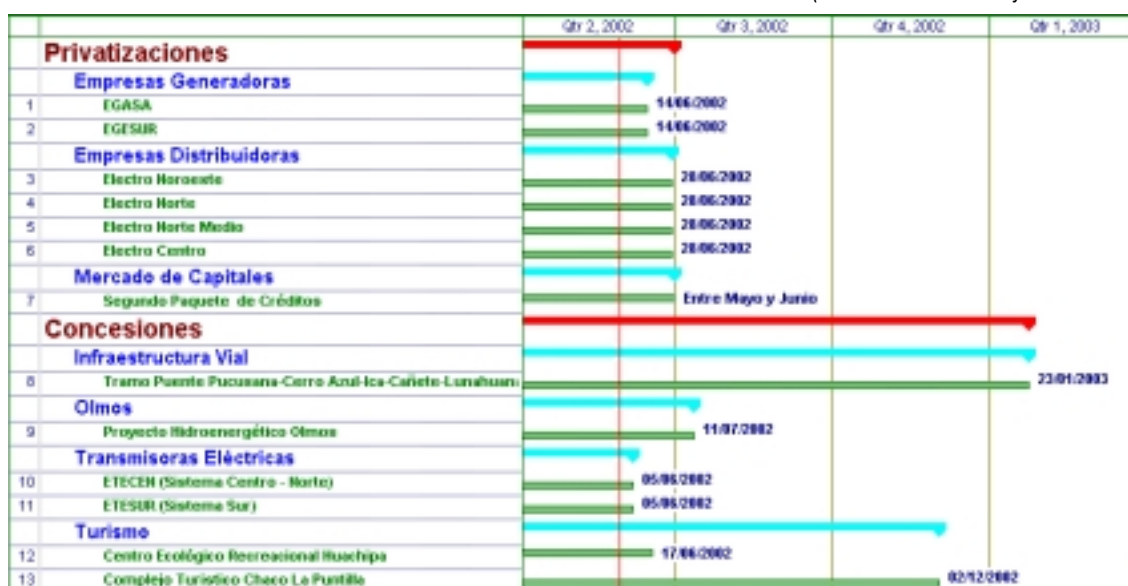 Qtr 2, 2002 Qtr 3, 2002 Qtr 4, 2002 Qtr 1, 2003
Privatizaciones
Empresas Generadoras
1 EGASA 14/06/2002
2 EGESUR 14/06/2002
Empresas Distribuidoras
3 Electro Noroeste 28/06/2002
4 Electro Norte 28/06/2002
5 Electro Norte Medio 28/06/2002
6 Electro Centro 28/06/2002
Mercado de Capitales
7 Segundo Paquete de Créditos Entre Mayo y Junio
Concesiones
Infraestructura Vial
8 Tramo Puente Pucusana-Cerro Azul-Ica-Cañete-Lunahuana 23/01/2003
Olmos
9 Proyecto Hidroenergético Olmos 11/07/2002
Transmisoras Eléctricas
10 ETECEN (Sistema Centro - Norte) 05/06/2002
11 ETESUR (Sistema Sur) 05/06/2002
Turismo
12 Centro Ecológico Recreacional Huachipa 17/06/2002
13 Complejo Turístico Chaco La Puntilla 02/12/2002